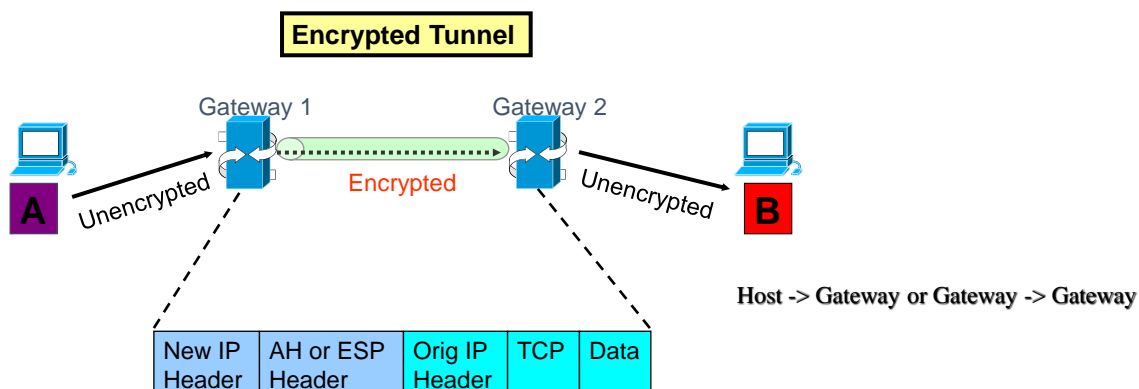 Encrypted Tunnel
Gateway 1
Gateway 2
Encrypted
Unencrypted
Unencrypted
A
B
Host -> Gateway or Gateway -> Gateway
New IP Header
AH or ESP Header
Orig IP Header
TCP
Data